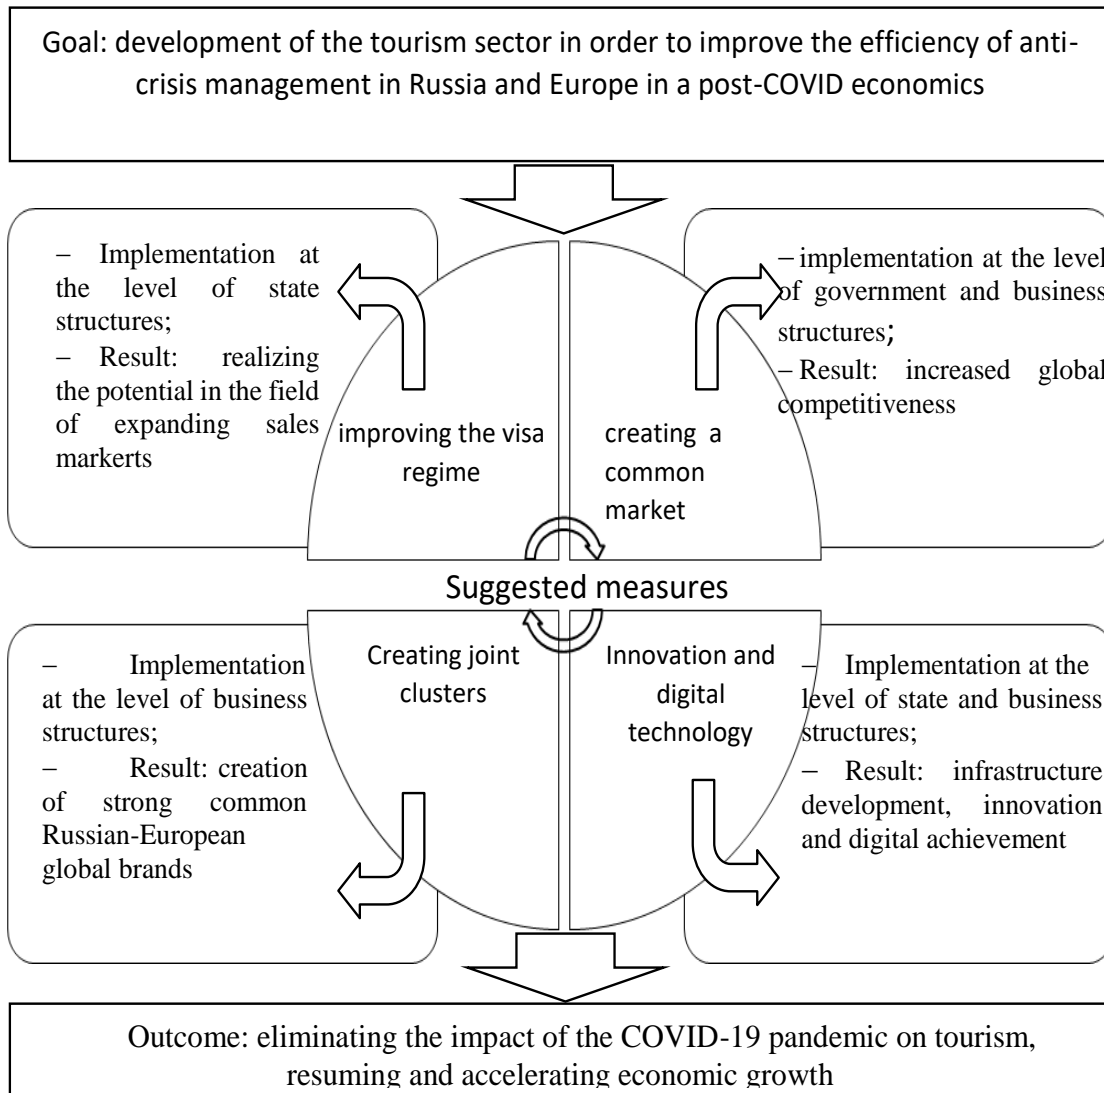 Goal: development of the tourism sector in order to improve the efficiency of anti-
crisis management in Russia and Europe in a post-COVID economics
– Implementation at
the level of state
structures;
– Result: realizing
the potential in the field
of expanding sales
markerts
improving the visa
regime
creating a
common
market
– implementation at the level
of government and business
structures;
– Result: increased global
competitiveness
Suggested measures
– Implementation
at the level of business
structures;
– Result: creation
of strong common
Russian-European
global brands
Creating joint
clusters
Innovation and
digital
technology
– Implementation at the
level of state and business
structures;
– Result: infrastructure
development, innovation
and digital achievement
Outcome: eliminating the impact of the COVID-19 pandemic on tourism,
resuming and accelerating economic growth